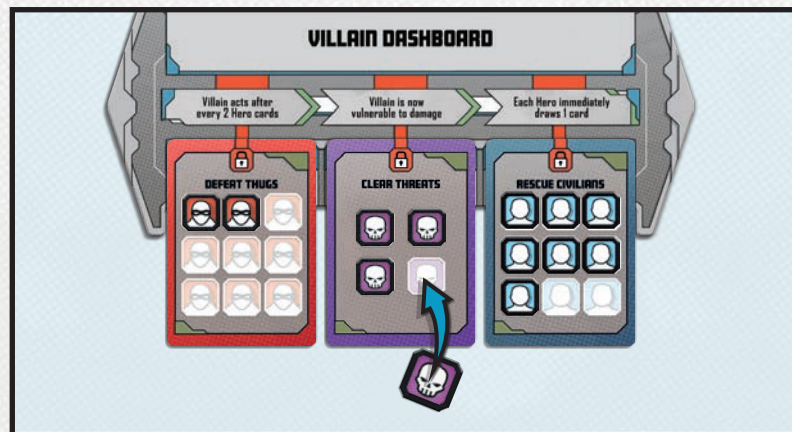 VILLAIN DASHBOARD
Villain acts after
every 2 Hero cards
Villain is now
vulnerable to damage
Each Hero immediately
draws 1 card
DEFEAT THUGS
CLEAR THREATS
RESCUE CIVILIANS